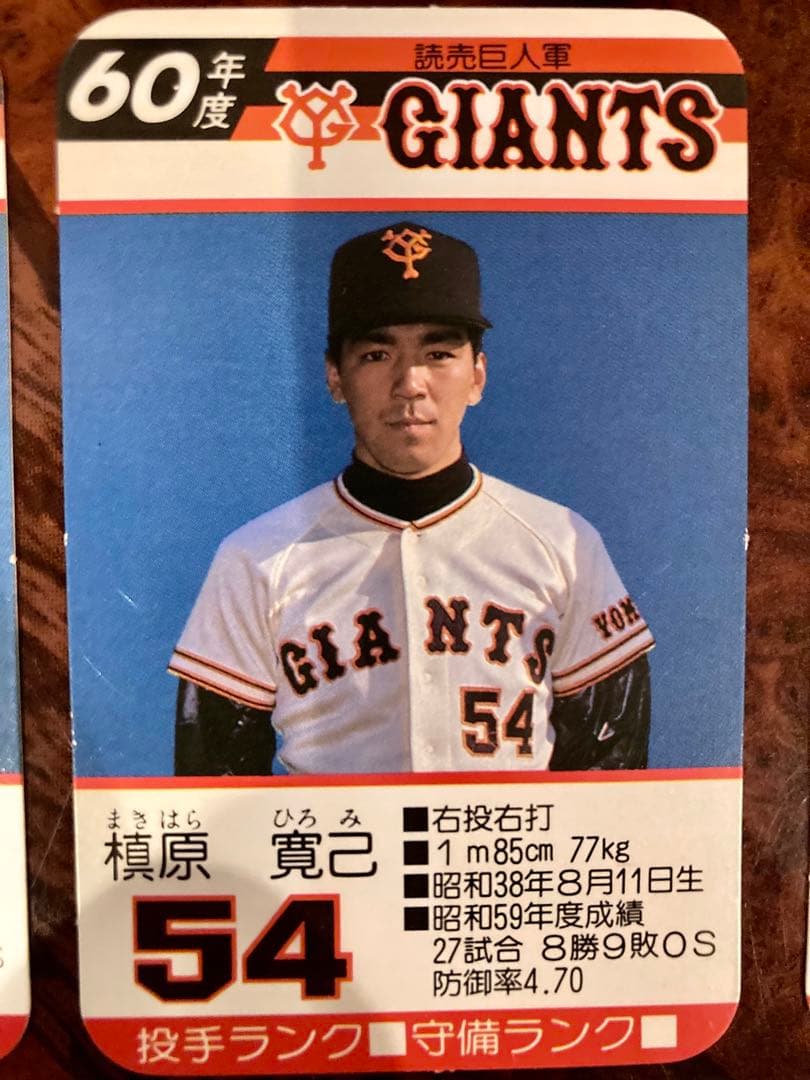 60年度
読売巨人軍
YG GIANTS
YG
GIANTS
YOM
54
まきはら ひろみ
槙原 寛己
54
■右投右打
■1m85cm 77kg
■昭和38年8月11日生
■昭和59年度成績
27試合 8勝9敗0S
防御率4.70
投手ランク■守備ランク■